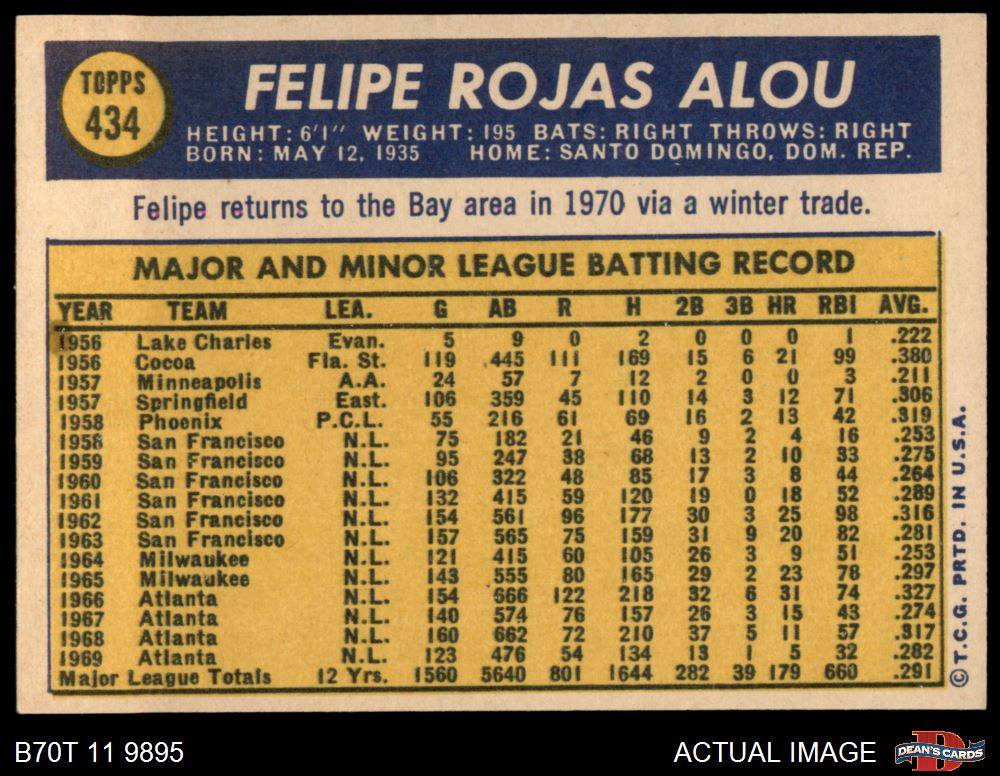 TOPPS
434
FELIPE ROJAS ALOU
HEIGHT: 6'1" WEIGHT: 195 BATS: RIGHT THROWS: RIGHT
BORN: MAY 12, 1935 HOME: SANTO DOMINGO, DOM. REP.
Felipe returns to the Bay area in 1970 via a winter trade.
MAJOR AND MINOR LEAGUE BATTING RECORD
YEAR TEAM LEA. G AB R H 2B 3B HR RBI AVG.
1956 Lake Charles Evan. 5 9 0 2 0 0 0 1 .222
1956 Cocoa Fla. St. 119 445 111 169 15 6 21 99 .380
1957 Minneapolis A.A. 24 57 7 12 2 0 0 3 .211
1957 Springfield East. 106 359 45 110 14 3 12 71 .306
1958 Phoenix P.C.L. 55 216 61 69 16 2 13 42 .319
1958 San Francisco N.L. 75 182 21 46 9 2 4 16 .253
1959 San Francisco N.L. 95 247 38 68 13 2 10 33 .275
1960 San Francisco N.L. 106 322 48 85 17 3 8 44 .264
1961 San Francisco N.L. 132 415 59 120 19 0 18 52 .289
1962 San Francisco N.L. 154 561 96 177 30 3 25 98 .316
1963 San Francisco N.L. 157 565 75 159 31 9 20 82 .281
1964 Milwaukee N.L. 121 415 60 105 26 3 9 51 .253
1965 Milwaukee N.L. 143 555 80 165 29 2 23 78 .297
1966 Atlanta N.L. 154 666 122 218 32 6 31 74 .327
1967 Atlanta N.L. 140 574 76 157 26 3 15 43 .274
1968 Atlanta N.L. 160 662 72 210 37 5 11 57 .317
1969 Atlanta N.L. 123 476 54 134 13 1 5 32 .282
Major League Totals 12 Yrs. 1560 5640 801 1644 282 39 179 660 .291
©T.C.G. PRTD. IN U.S.A.
B70T 11 9895
ACTUAL IMAGE
DEAN'S CARDS